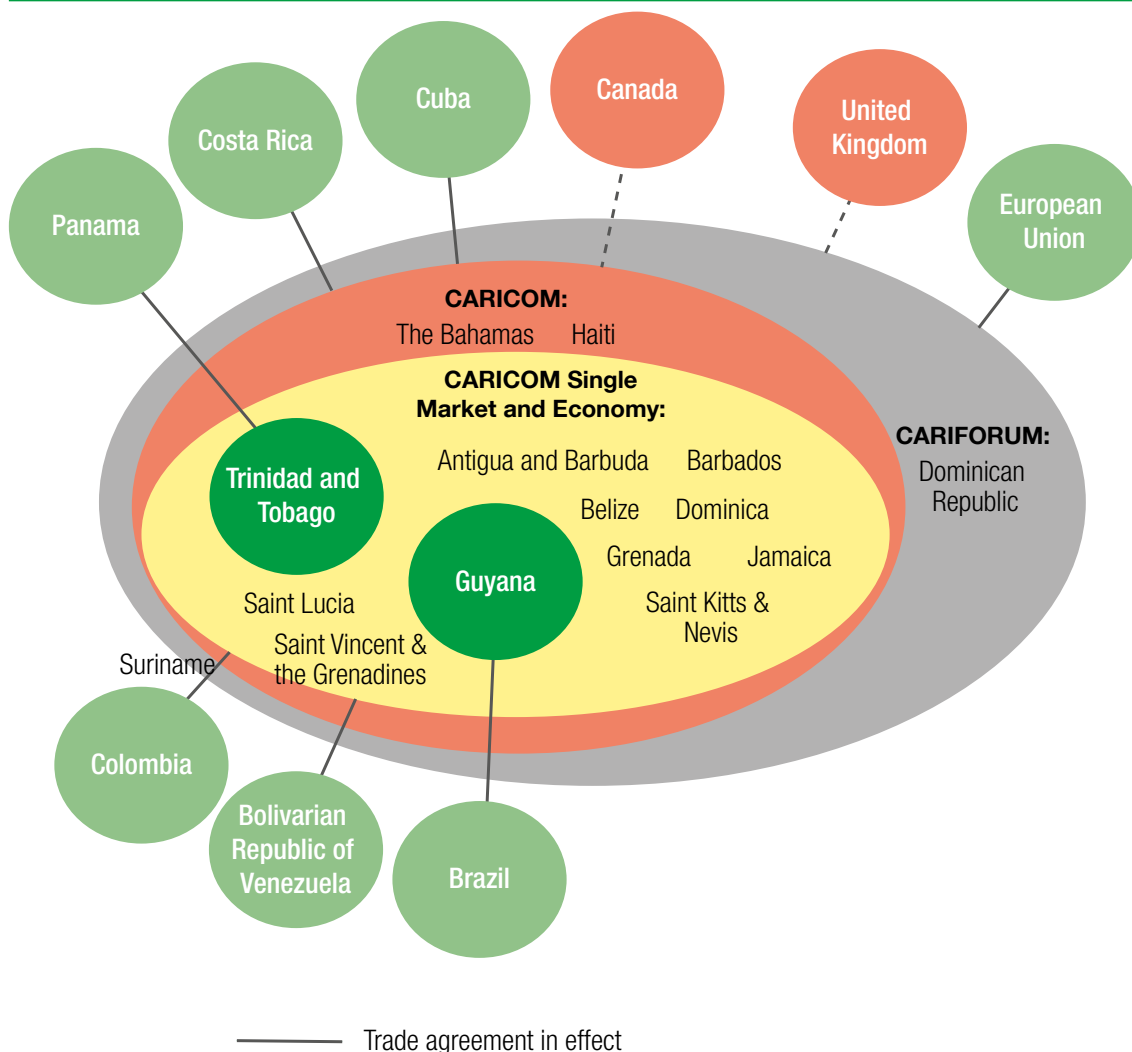 Cuba
Canada
United
Kingdom
Costa Rica
European
Union
Panama
CARICOM:
The Bahamas Haiti
CARICOM Single
Market and Economy:
CARIFORUM:
Dominican
Republic
Antigua and Barbuda Barbados
Trinidad and
Tobago
Belize Dominica
Grenada Jamaica
Guyana
Saint Lucia
Saint Kitts &
Nevis
Saint Vincent &
the Grenadines
Suriname
Colombia
Bolivarian
Republic of
Venezuela
Brazil
Trade agreement in effect